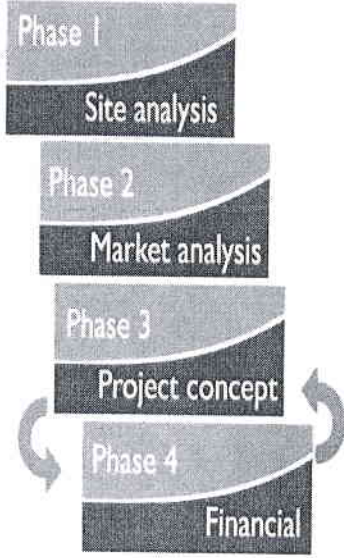 Phase 1
Site analysis
Phase 2
Market analysis
Phase 3
Project concept
Phase 4
Financial